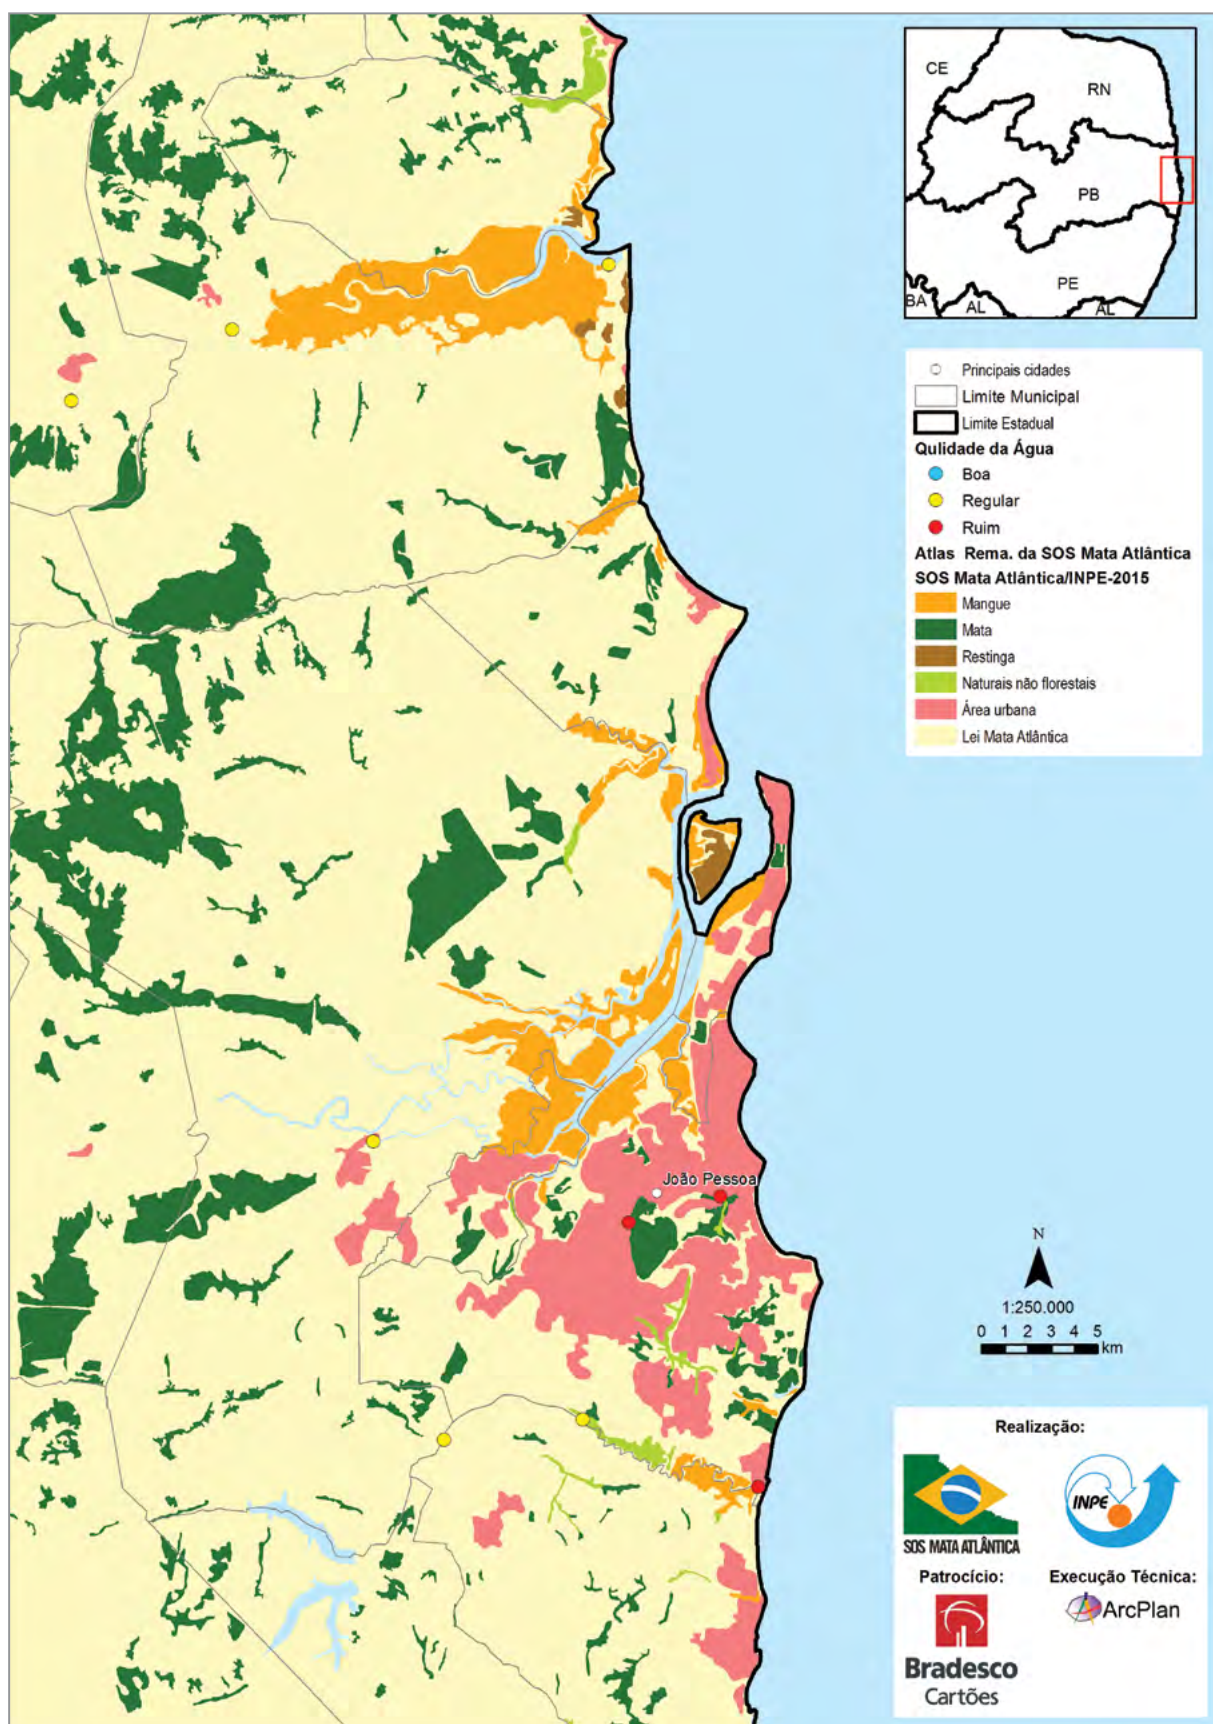 CE
RN
PB
PE
BA
AL
AL
Principais cidades
Limite Municipal
Limite Estadual
Qulidade da Água
Boa
Regular
Ruim
Atlas Rema. da SOS Mata Atlântica
SOS Mata Atlântica/INPE-2015
Mangue
Mata
Restinga
Naturais não florestais
Área urbana
Lei Mata Atlântica
João Pessoa
N
1:250.000
0 1 2 3 4 5
km
Realização:
SOS MATA ATLÂNTICA
INPE
Patrocício:
Execução Técnica:
ArcPlan
Bradesco
Cartões